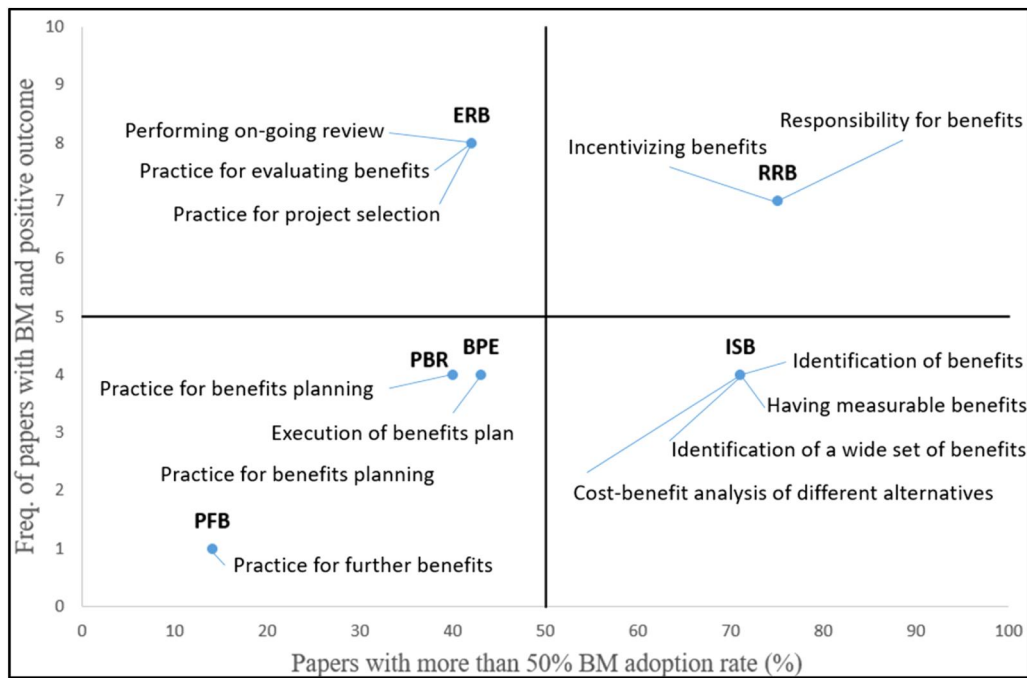 Freq. of papers with BM and positive outcome
10
9
8
7
6
5
4
3
2
1
0
ERB
Performing on-going review
Practice for evaluating benefits
Practice for project selection
Responsibility for benefits
Incentivizing benefits
RRB
PBR
BPE
Practice for benefits planning
Execution of benefits plan
Practice for benefits planning
PFB
Practice for further benefits
ISB
Identification of benefits
Having measurable benefits
Identification of a wide set of benefits
Cost-benefit analysis of different alternatives
0 10 20 30 40 50 60 70 80 90 100
Papers with more than 50% BM adoption rate (%)